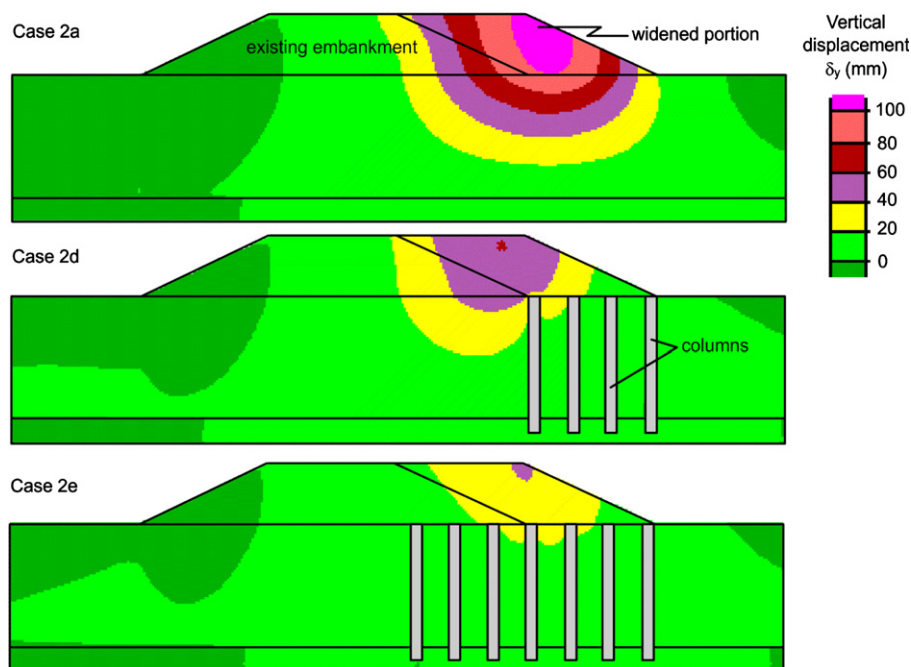 Case 2a
existing embankment
widened portion
Vertical
displacement
δy (mm)
100
80
60
40
20
0
Case 2d
columns
Case 2e